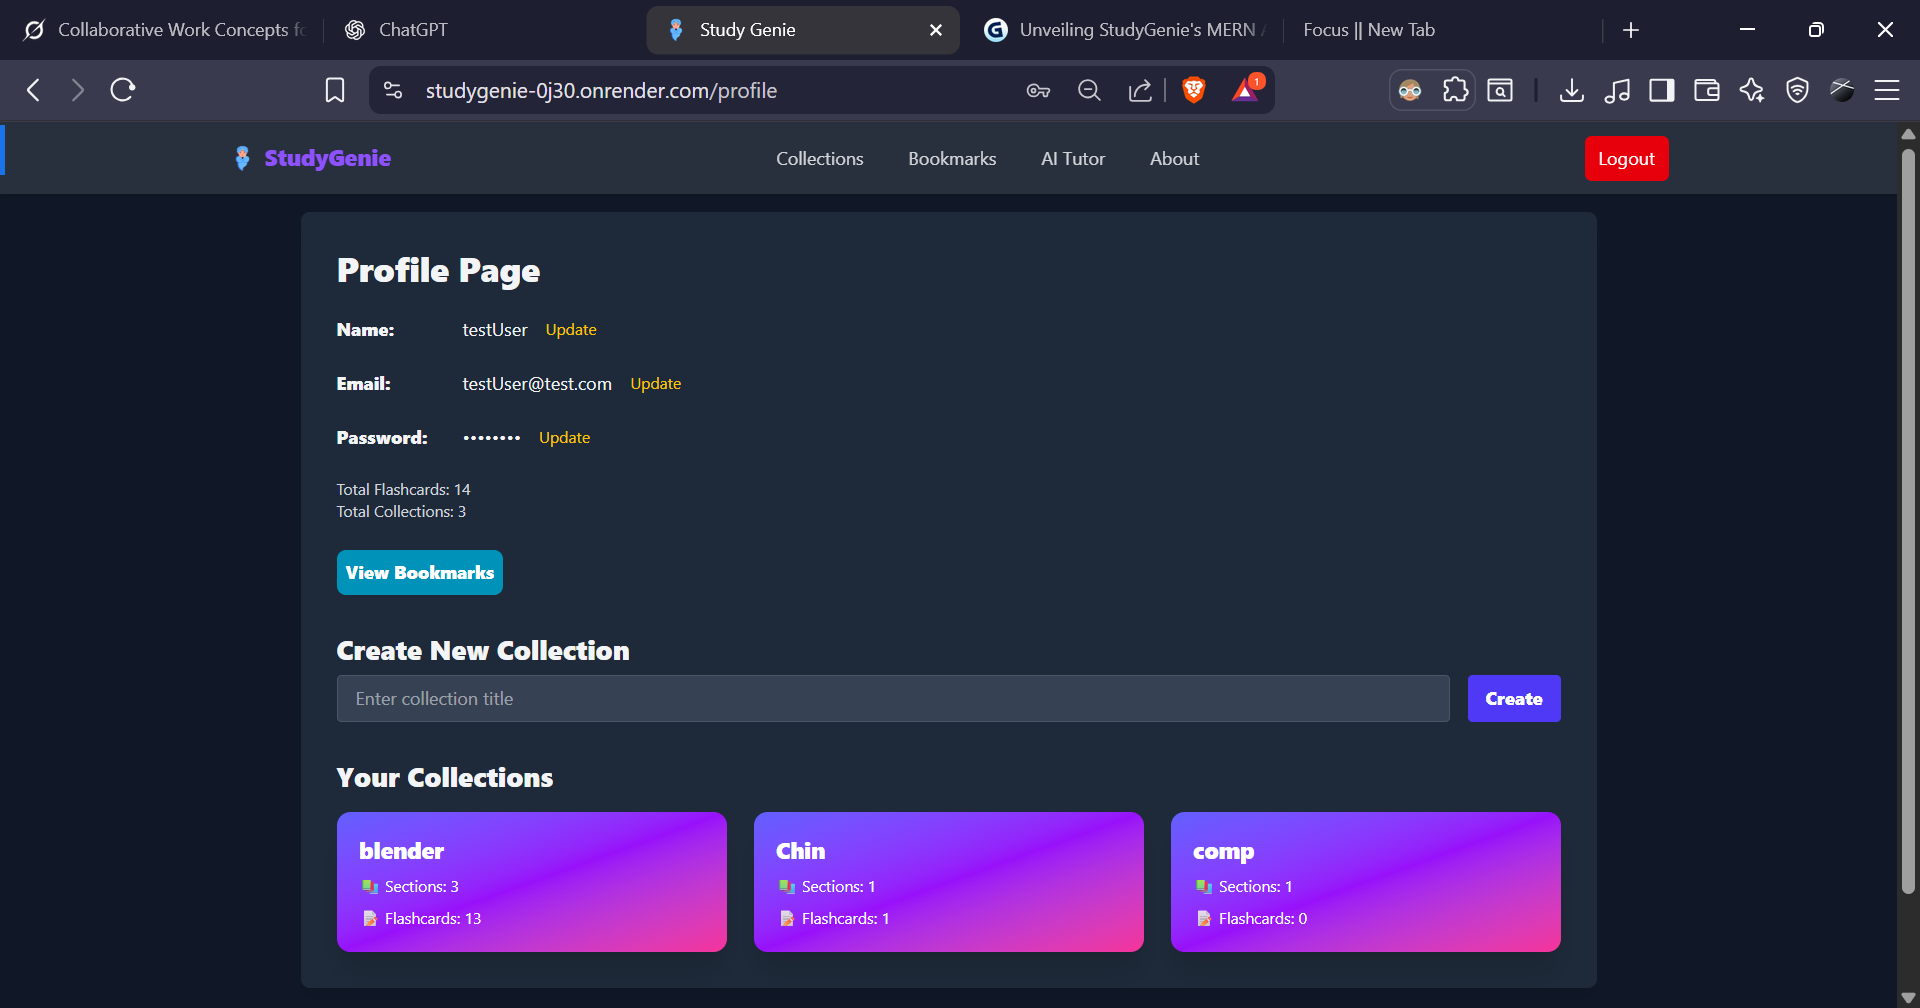 Collaborative Work Concepts fo
ChatGPT
Study Genie
Unveiling StudyGenie's MERN A
Focus || New Tab
studygenie-0j30.onrender.com/profile
1
StudyGenie
Collections
Bookmarks
AI Tutor
About
Logout
Profile Page
Name: testUser Update
Email: testUser@test.com Update
Password: •••••••• Update
Total Flashcards: 14
Total Collections: 3
View Bookmarks
Create New Collection
Enter collection title
Create
Your Collections
blender
Sections: 3
Flashcards: 13
Chin
Sections: 1
Flashcards: 1
comp
Sections: 1
Flashcards: 0